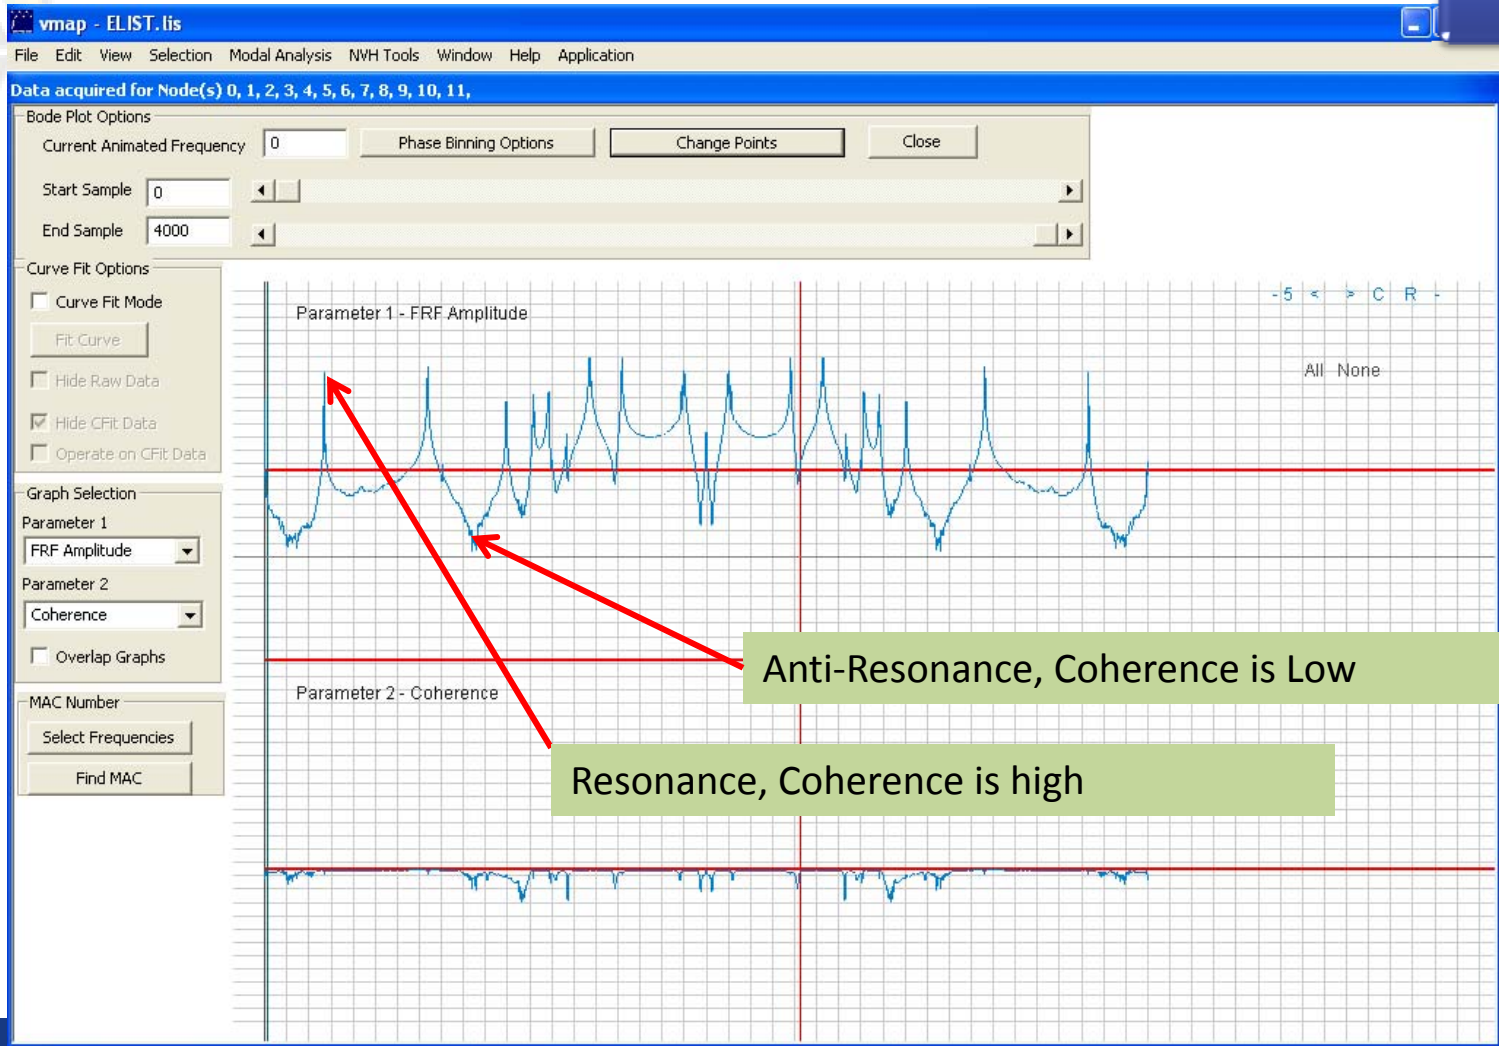 vmap - ELIST.lis
File Edit View Selection Modal Analysis NVH Tools Window Help Application
Data acquired for Node(s) 0, 1, 2, 3, 4, 5, 6, 7, 8, 9, 10, 11,
Bode Plot Options
Current Animated Frequency 0 Phase Binning Options Change Points Close
Start Sample 0
End Sample 4000
Curve Fit Options
Curve Fit Mode
Fit Curve
Hide Raw Data
Hide CFit Data
Operate on CFit Data
Graph Selection
Parameter 1
FRF Amplitude
Parameter 2
Coherence
Overlap Graphs
MAC Number
Select Frequencies
Find MAC
Parameter 1 - FRF Amplitude
- 5 < > C R -
All None
Anti-Resonance, Coherence is Low
Parameter 2 - Coherence
Resonance, Coherence is high